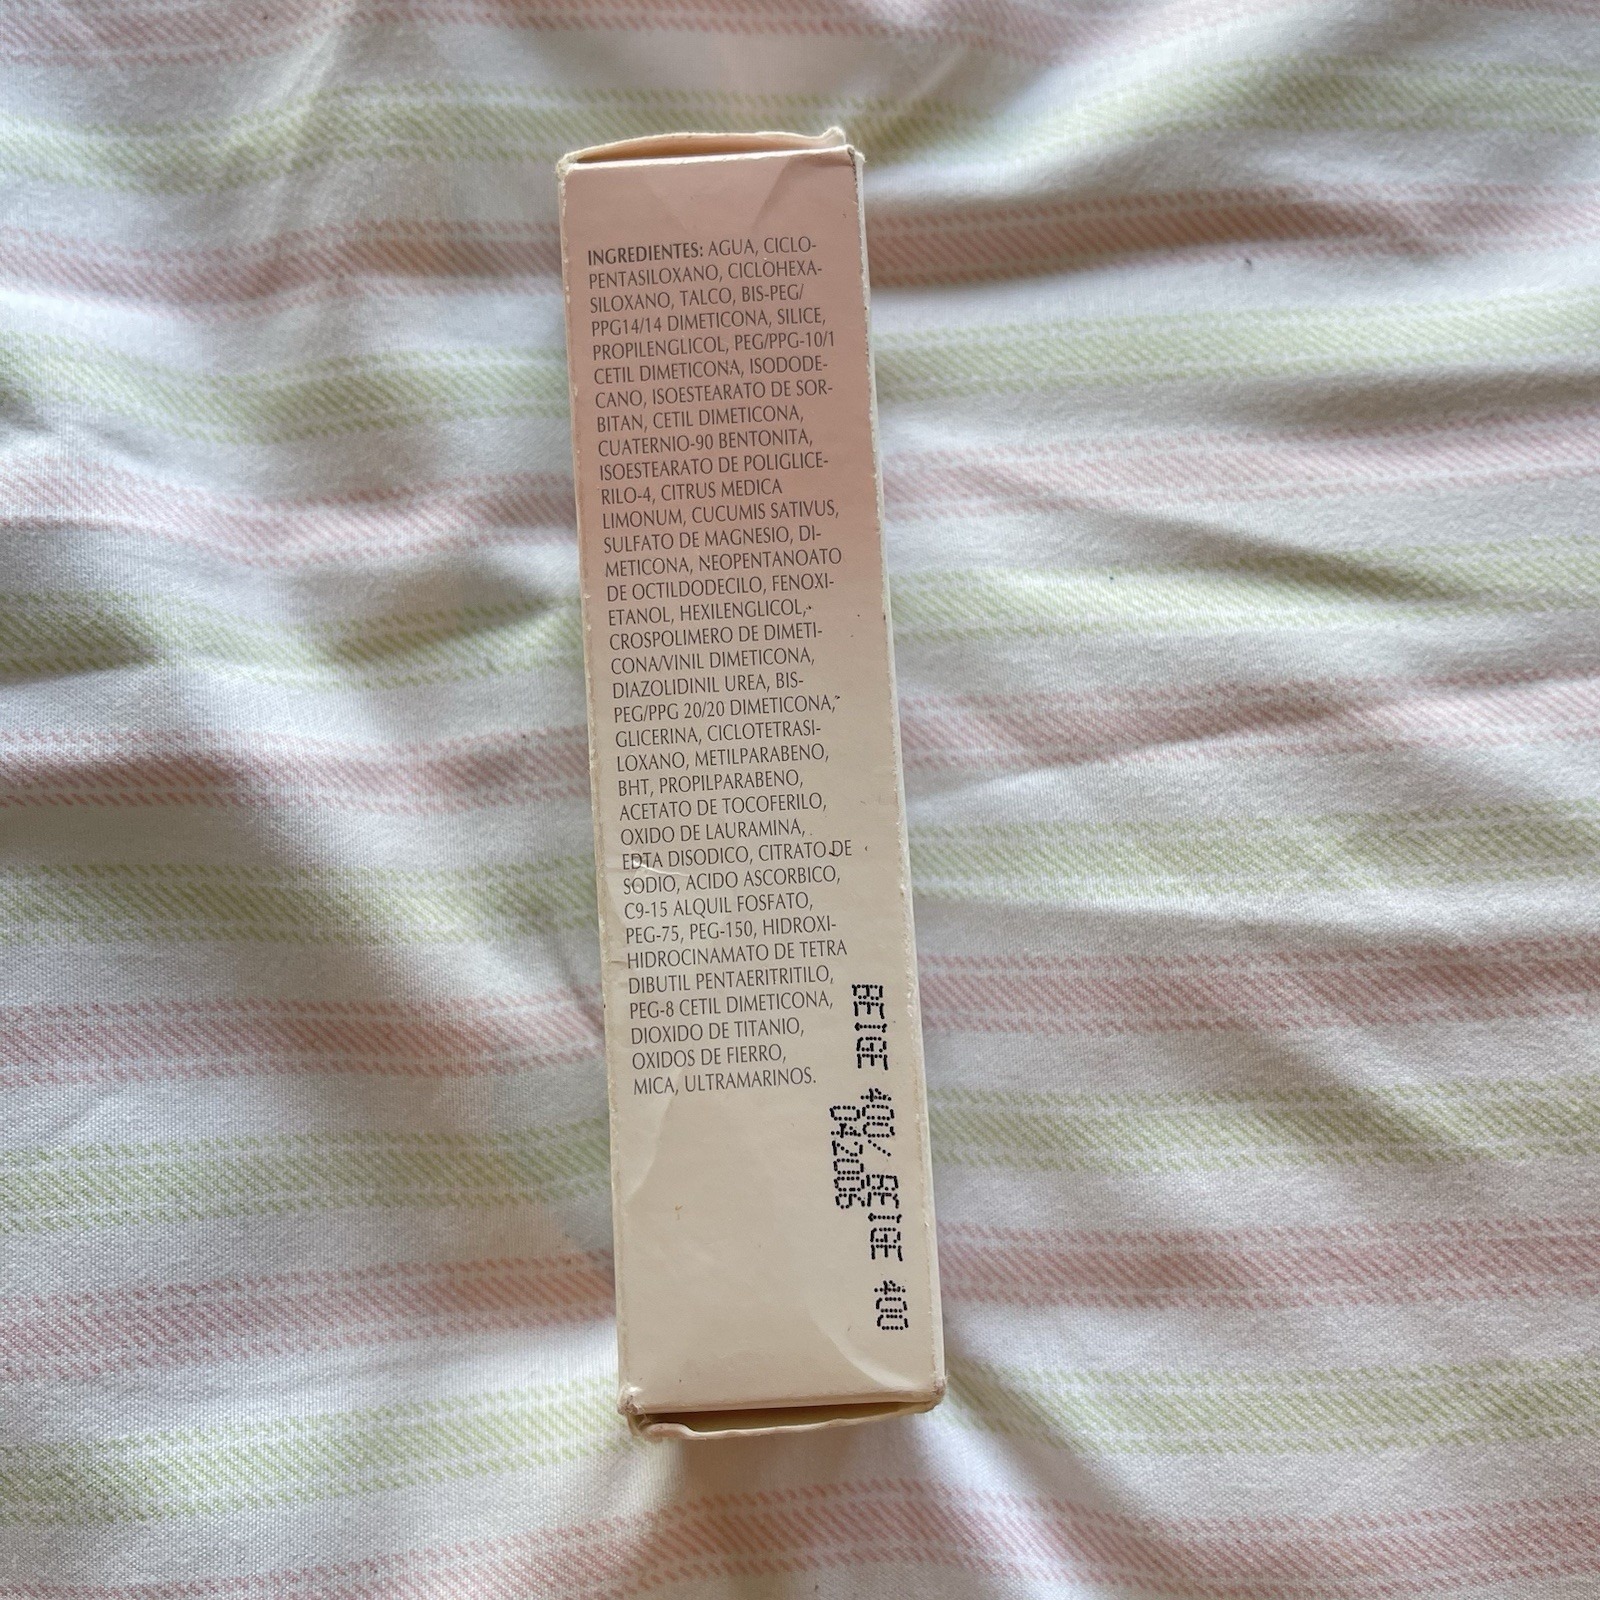 INGREDIENTES: AGUA, CICLO-
PENTASILOXANO, CICLOHEXA-
SILOXANO, TALCO, BIS-PEG/
PPG14/14 DIMETICONA, SILICE,
PROPILENGLICOL, PEG/PPG-10/1
CETIL DIMETICONA, ISODODE-
CANO, ISOESTEARATO DE SOR-
BITAN, CETIL DIMETICONA,
CUATERNIO-90 BENTONITA,
ISOESTEARATO DE POLIGLICE-
RILO-4, CITRUS MEDICA
LIMONUM, CUCUMIS SATIVUS,
SULFATO DE MAGNESIO, DI-
METICONA, NEOPENTANOATO
DE OCTILDODECILO, FENOXI-
ETANOL, HEXILENGLICOL,
CROSPOLIMERO DE DIMETI-
CONA/VINIL DIMETICONA,
DIAZOLIDINIL UREA, BIS-
PEG/PPG 20/20 DIMETICONA,
GLICERINA, CICLOTETRASI-
LOXANO, METILPARABENO,
BHT, PROPILPARABENO,
ACETATO DE TOCOFERILO,
OXIDO DE LAURAMINA,
EDTA DISODICO, CITRATO DE
SODIO, ACIDO ASCORBICO,
C9-15 ALQUIL FOSFATO,
PEG-75, PEG-150, HIDROXI-
HIDROCINAMATO DE TETRA
DIBUTIL PENTAERITRITILO,
PEG-8 CETIL DIMETICONA,
DIOXIDO DE TITANIO,
OXIDOS DE FIERRO,
MICA, ULTRAMARINOS.
BEIGE 400/ BEIGE 400